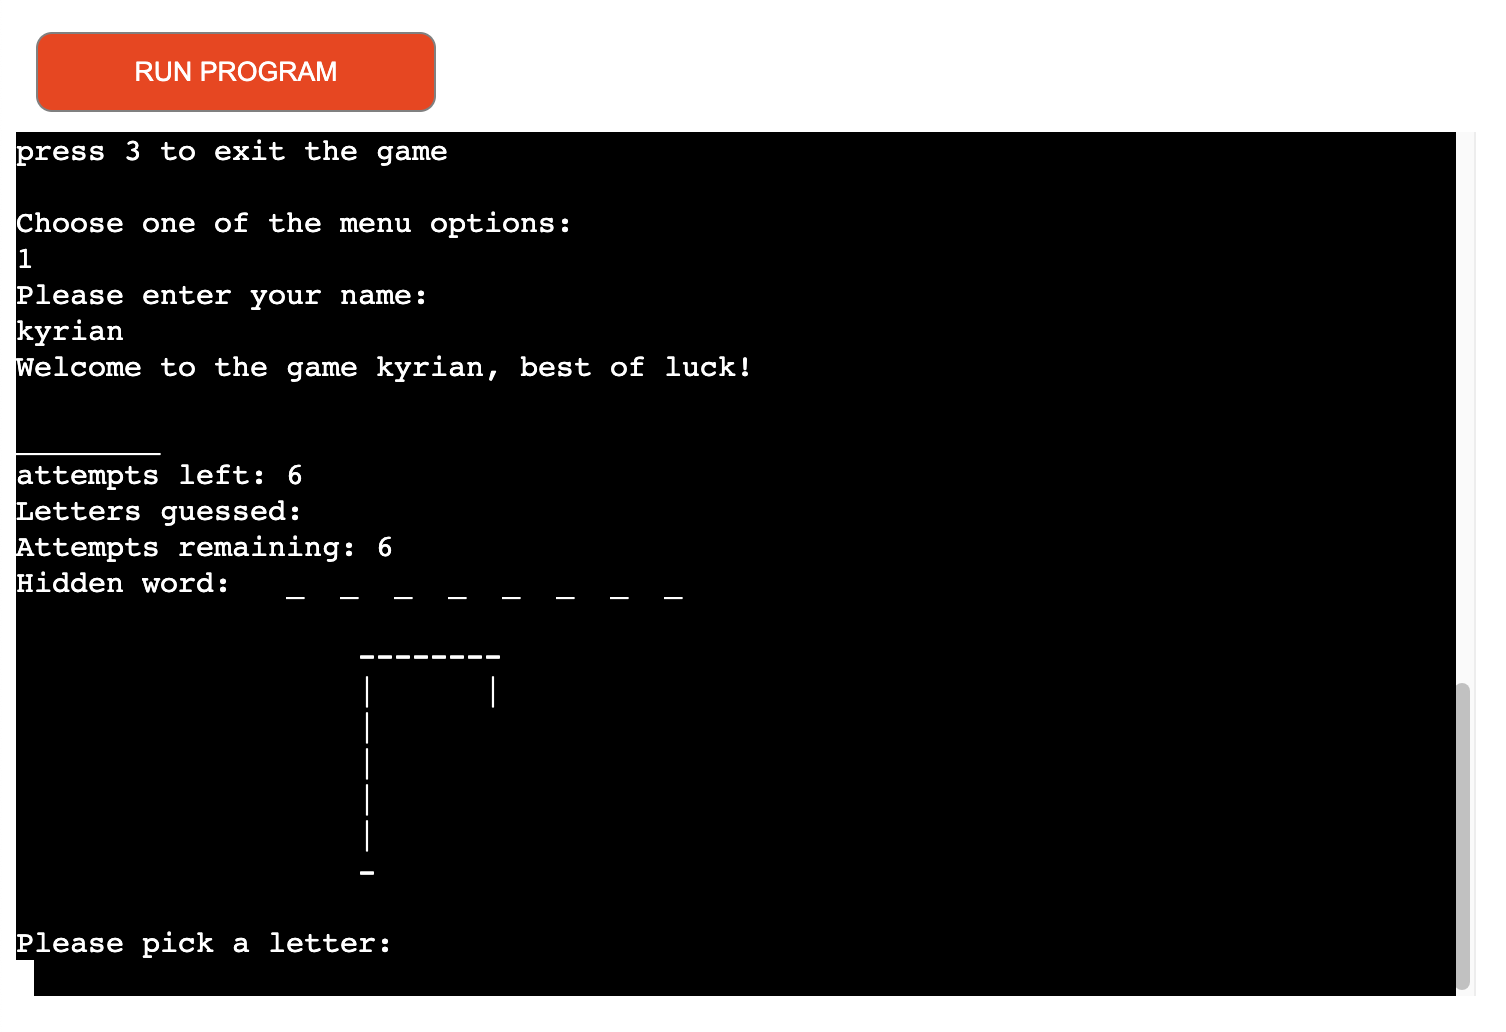 RUN PROGRAM
press 3 to exit the game
Choose one of the menu options:
1
Please enter your name:
kyrian
Welcome to the game kyrian, best of luck!
________
attempts left: 6
Letters guessed:
Attempts remaining: 6
Hidden word:   _  _  _  _  _  _  _  _
                   --------
                   |      |
                   |
                   |
                   |
                   |
                   -
Please pick a letter: